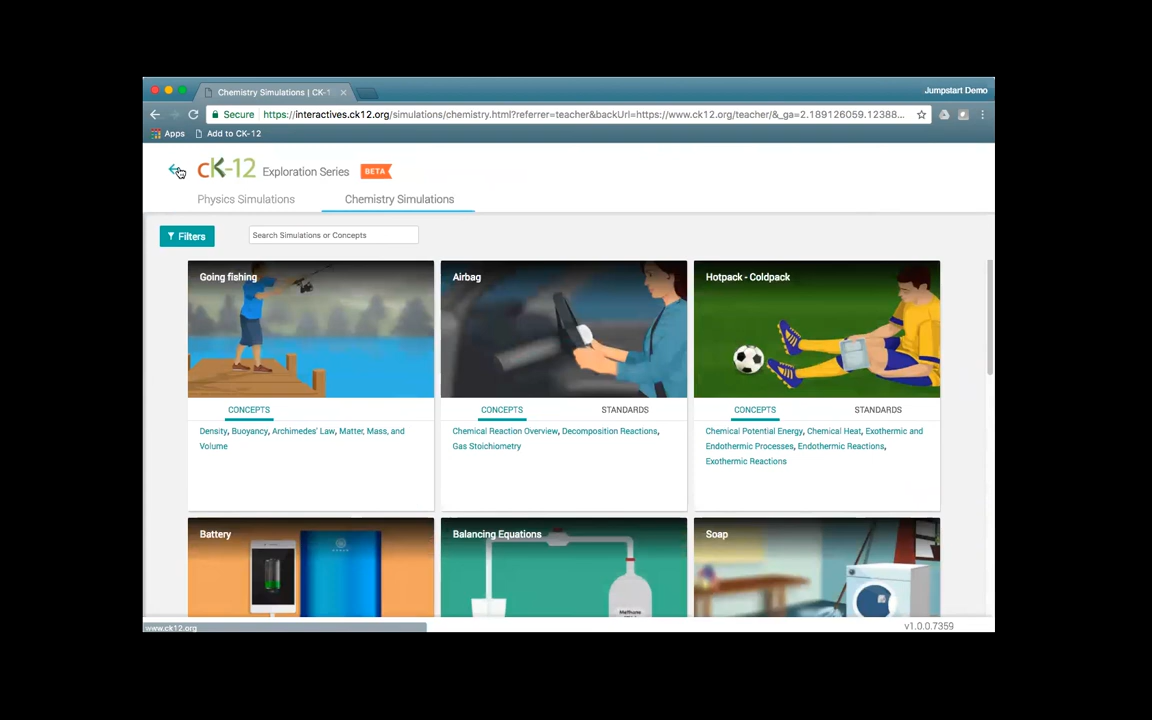 Chemistry Simulations | CK-1
Jumpstart Demo
Secure https://interactives.ck12.org/simulations/chemistry.html?referrer=teacher&backUrl=https://www.ck12.org/teacher/&_ga=2.189126059.12388...
Apps Add to CK-12
cK-12 Exploration Series BETA
Physics Simulations Chemistry Simulations
Filters Search Simulations or Concepts
Going fishing
CONCEPTS
Density, Buoyancy, Archimedes' Law, Matter, Mass, and
Volume
Airbag
CONCEPTS STANDARDS
Chemical Reaction Overview, Decomposition Reactions,
Gas Stoichiometry
Hotpack - Coldpack
CONCEPTS STANDARDS
Chemical Potential Energy, Chemical Heat, Exothermic and
Endothermic Processes, Endothermic Reactions,
Exothermic Reactions
Battery
Balancing Equations
Soap
www.ck12.org
v1.0.0.7359